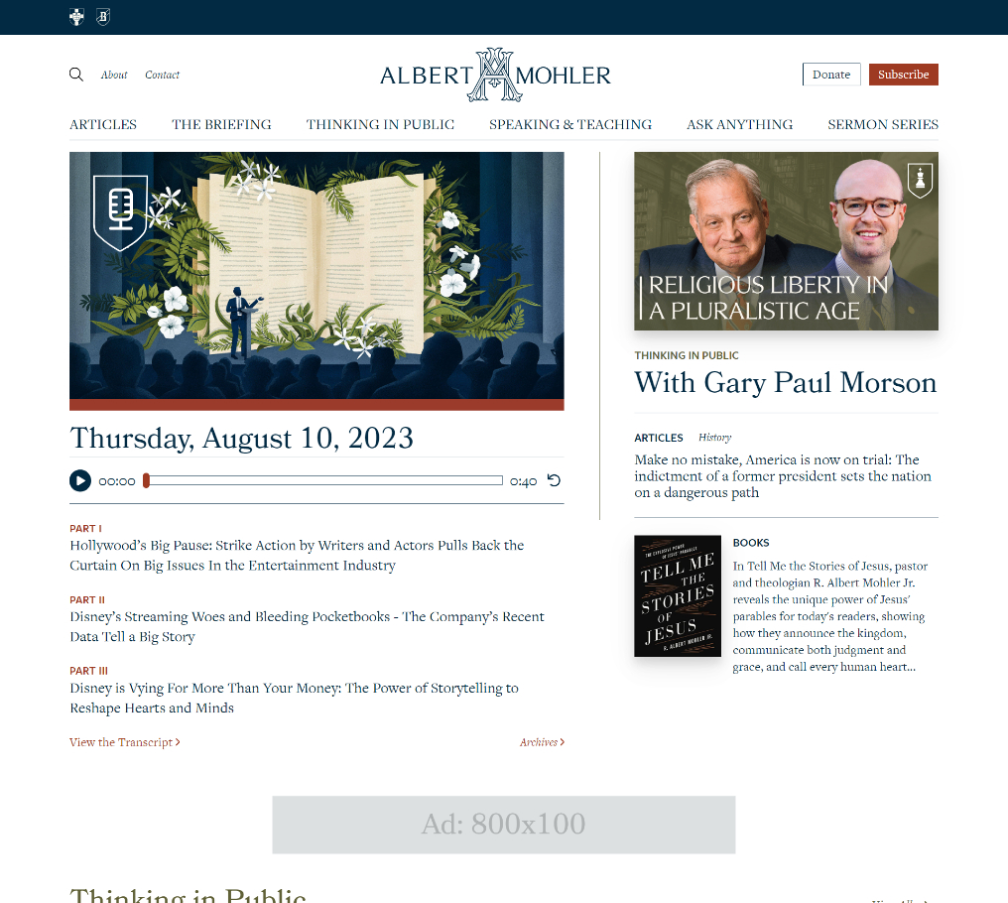 About Contact
ALBERT MOHLER
Donate Subscribe
ARTICLES THE BRIEFING THINKING IN PUBLIC SPEAKING & TEACHING ASK ANYTHING SERMON SERIES
Thursday, August 10, 2023
00:00 0:40
PART I
Hollywood's Big Pause: Strike Action by Writers and Actors Pulls Back the
Curtain On Big Issues In the Entertainment Industry
PART II
Disney's Streaming Woes and Bleeding Pocketbooks - The Company's Recent
Data Tell a Big Story
PART III
Disney is Vying For More Than Your Money: The Power of Storytelling to
Reshape Hearts and Minds
View the Transcript Archives
RELIGIOUS LIBERTY IN
A PLURALISTIC AGE
THINKING IN PUBLIC
With Gary Paul Morson
ARTICLES History
Make no mistake, America is now on trial: The
indictment of a former president sets the nation
on a dangerous path
TELL ME
THE
STORIES
OF
JESUS
R. ALBERT MOHLER JR.
BOOKS
In Tell Me the Stories of Jesus, pastor
and theologian R. Albert Mohler Jr.
reveals the unique power of Jesus'
parables for today's readers, showing
how they announce the kingdom,
communicate both judgment and
grace, and call every human heart...
Ad: 800x100
Thinking in Public